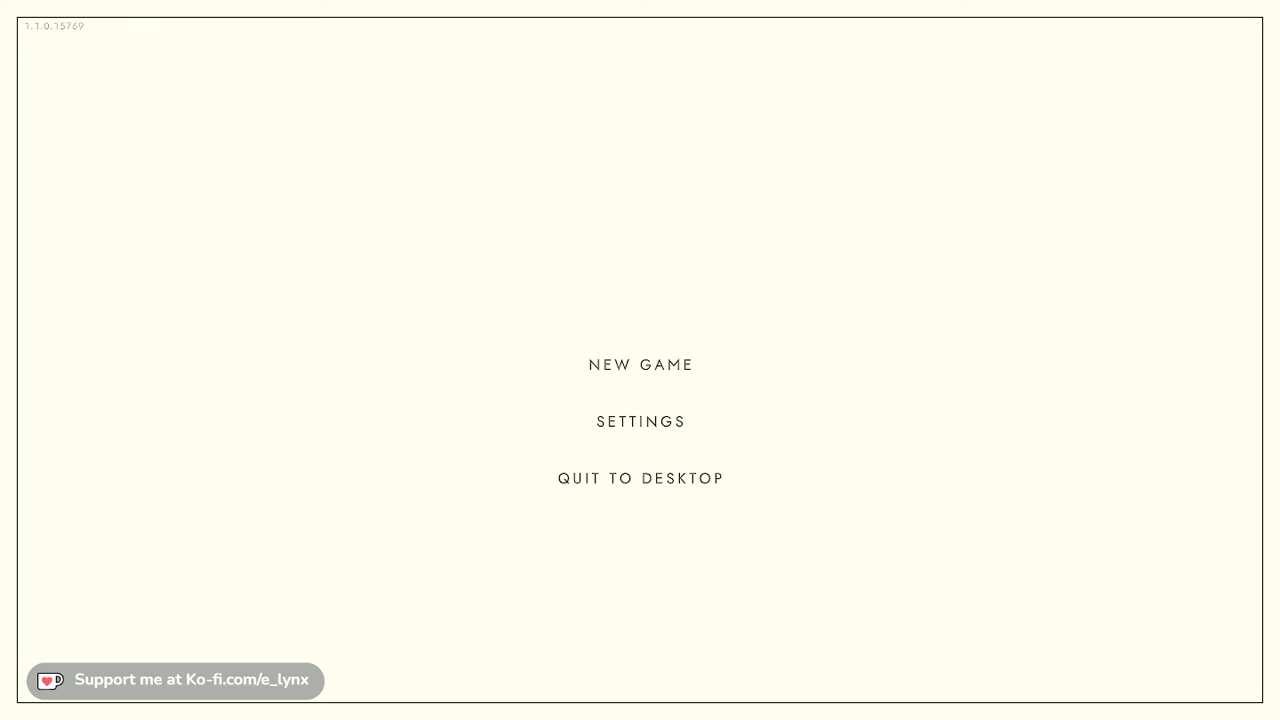 1.1.0.15769
NEW GAME
SETTINGS
QUIT TO DESKTOP
Support me at Ko-fi.com/e_lynx